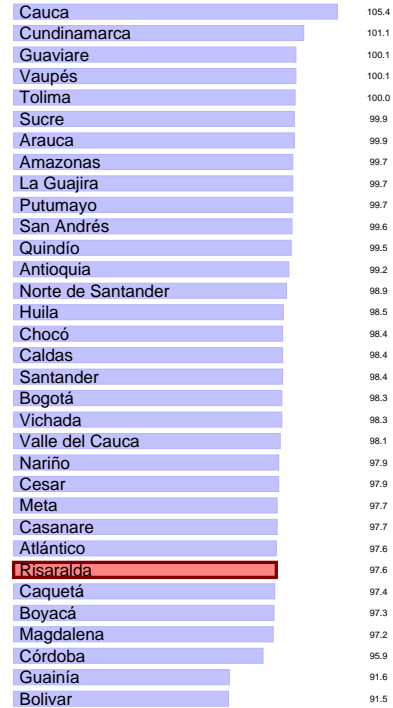 Cauca 105.4
Cundinamarca 101.1
Guaviare 100.1
Vaupés 100.1
Tolima 100.0
Sucre 99.9
Arauca 99.9
Amazonas 99.7
La Guajira 99.7
Putumayo 99.7
San Andrés 99.6
Quindío 99.5
Antioquia 99.2
Norte de Santander 98.9
Huila 98.5
Chocó 98.4
Caldas 98.4
Santander 98.4
Bogotá 98.3
Vichada 98.3
Valle del Cauca 98.1
Nariño 97.9
Cesar 97.9
Meta 97.7
Casanare 97.7
Atlántico 97.6
Risaralda 97.6
Caquetá 97.4
Boyacá 97.3
Magdalena 97.2
Córdoba 95.9
Guainía 91.6
Bolivar 91.5